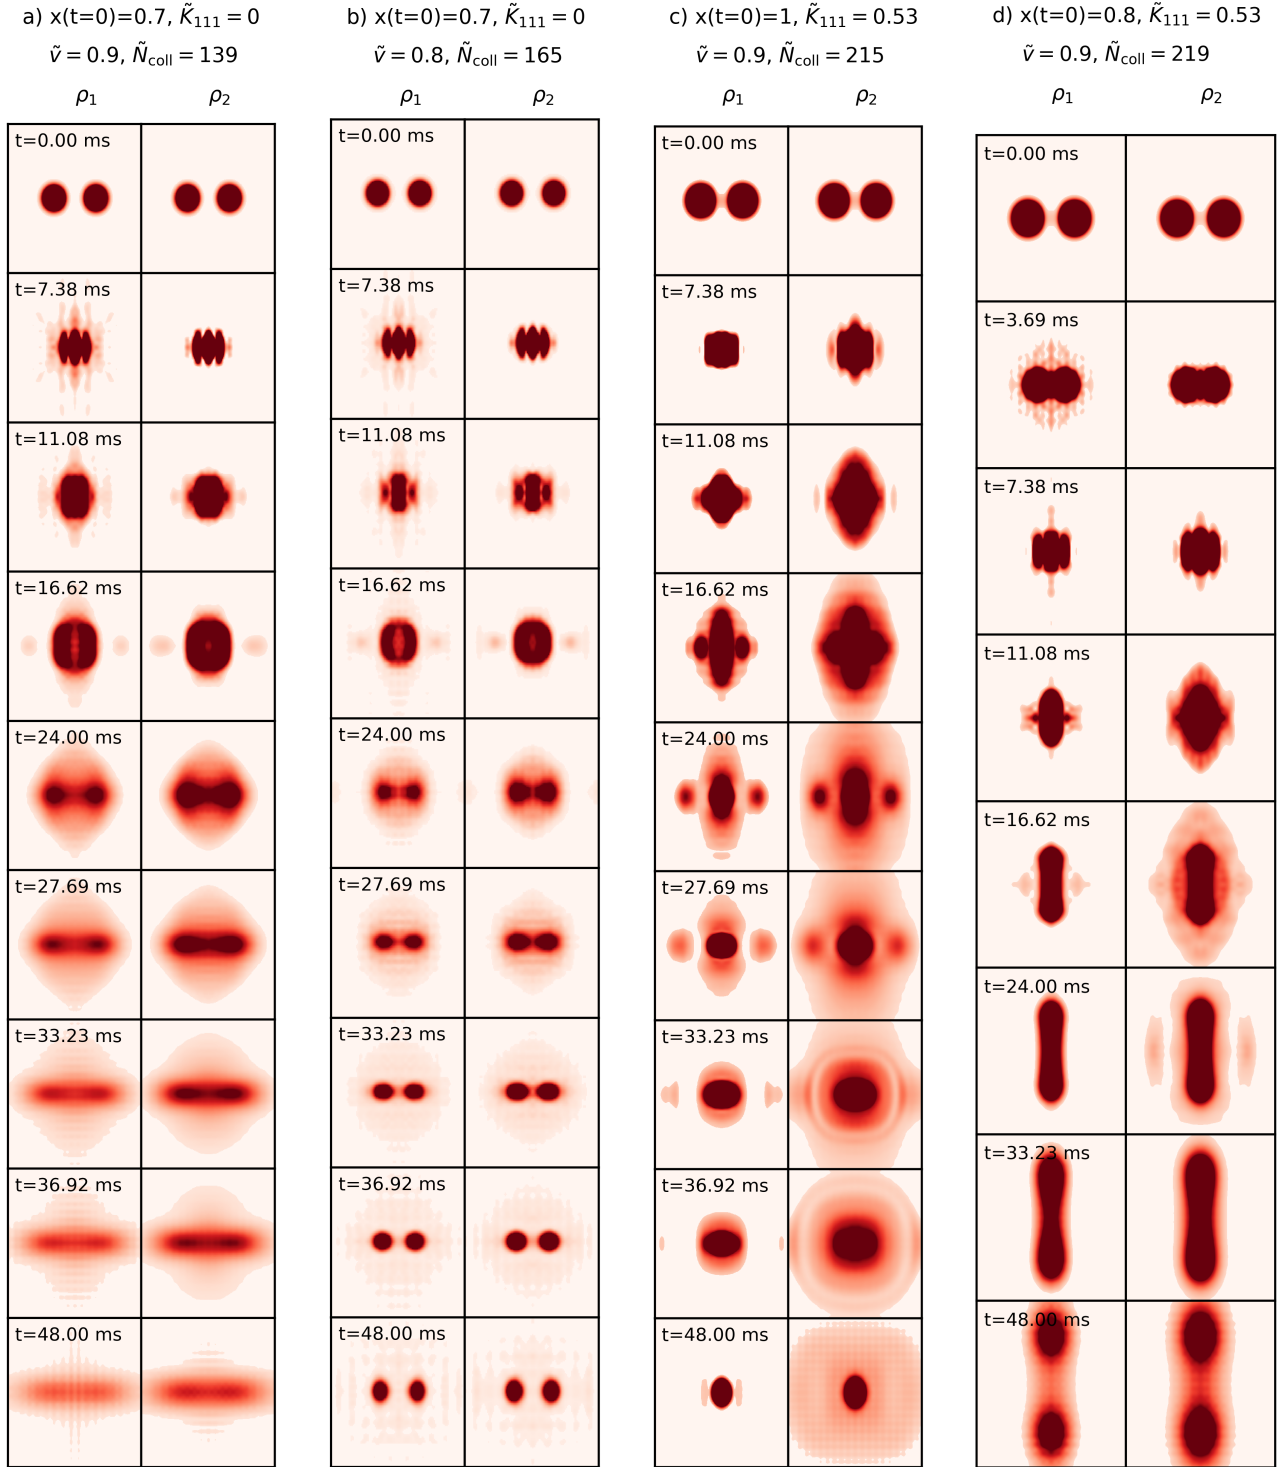 a) x(t=0)=0.7, K̃₁₁₁ = 0
ṽ = 0.9, Ñcoll = 139
ρ₁ ρ₂
t=0.00 ms
t=7.38 ms
t=11.08 ms
t=16.62 ms
t=24.00 ms
t=27.69 ms
t=33.23 ms
t=36.92 ms
t=48.00 ms
b) x(t=0)=0.7, K̃₁₁₁ = 0
ṽ = 0.8, Ñcoll = 165
ρ₁ ρ₂
t=0.00 ms
t=7.38 ms
t=11.08 ms
t=16.62 ms
t=24.00 ms
t=27.69 ms
t=33.23 ms
t=36.92 ms
t=48.00 ms
c) x(t=0)=1, K̃₁₁₁ = 0.53
ṽ = 0.9, Ñcoll = 215
ρ₁ ρ₂
t=0.00 ms
t=7.38 ms
t=11.08 ms
t=16.62 ms
t=24.00 ms
t=27.69 ms
t=33.23 ms
t=36.92 ms
t=48.00 ms
d) x(t=0)=0.8, K̃₁₁₁ = 0.53
ṽ = 0.9, Ñcoll = 219
ρ₁ ρ₂
t=0.00 ms
t=3.69 ms
t=7.38 ms
t=11.08 ms
t=16.62 ms
t=24.00 ms
t=33.23 ms
t=48.00 ms